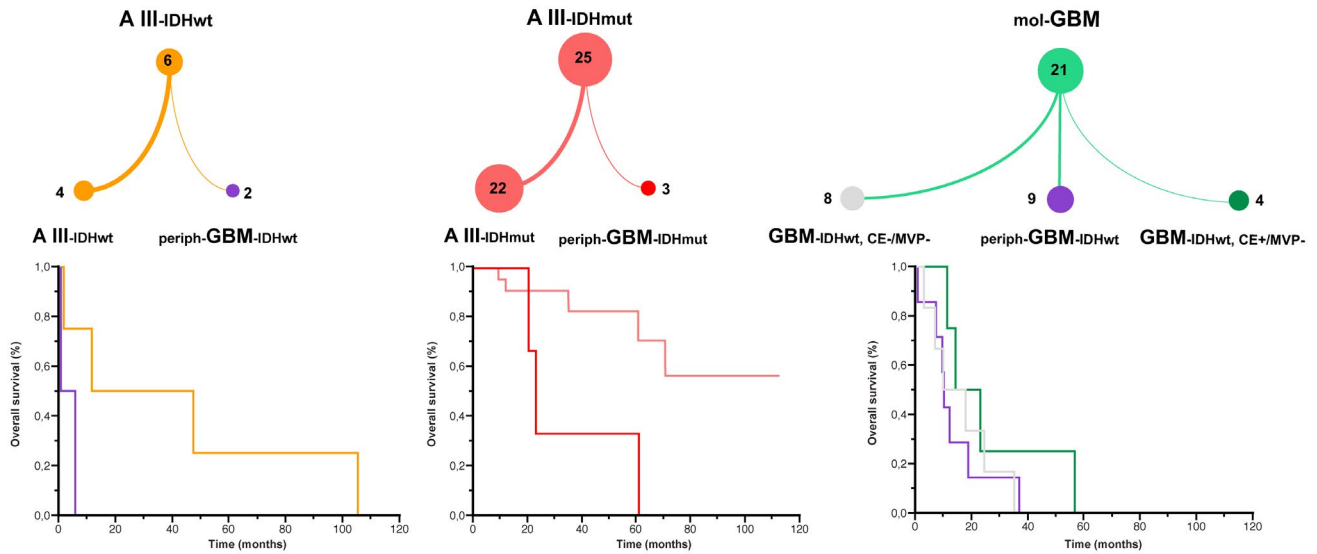 A III-IDHwt
6
4
2
A III-IDHwt
periph-GBM-IDHwt
Overall survival (%)
1,0
0,8
0,6
0,4
0,2
0,0
0 20 40 60 80 100 120
Time (months)
A III-IDHmut
25
22
3
A III-IDHmut
periph-GBM-IDHmut
Overall survival (%)
1,0
0,8
0,6
0,4
0,2
0,0
0 20 40 60 80 100 120
Time (months)
mol-GBM
21
8
9
4
GBM-IDHwt, CE-/MVP-
periph-GBM-IDHwt
GBM-IDHwt, CE+/MVP-
Overall survival (%)
1,0
0,8
0,6
0,4
0,2
0,0
0 20 40 60 80 100 120
Time (months)